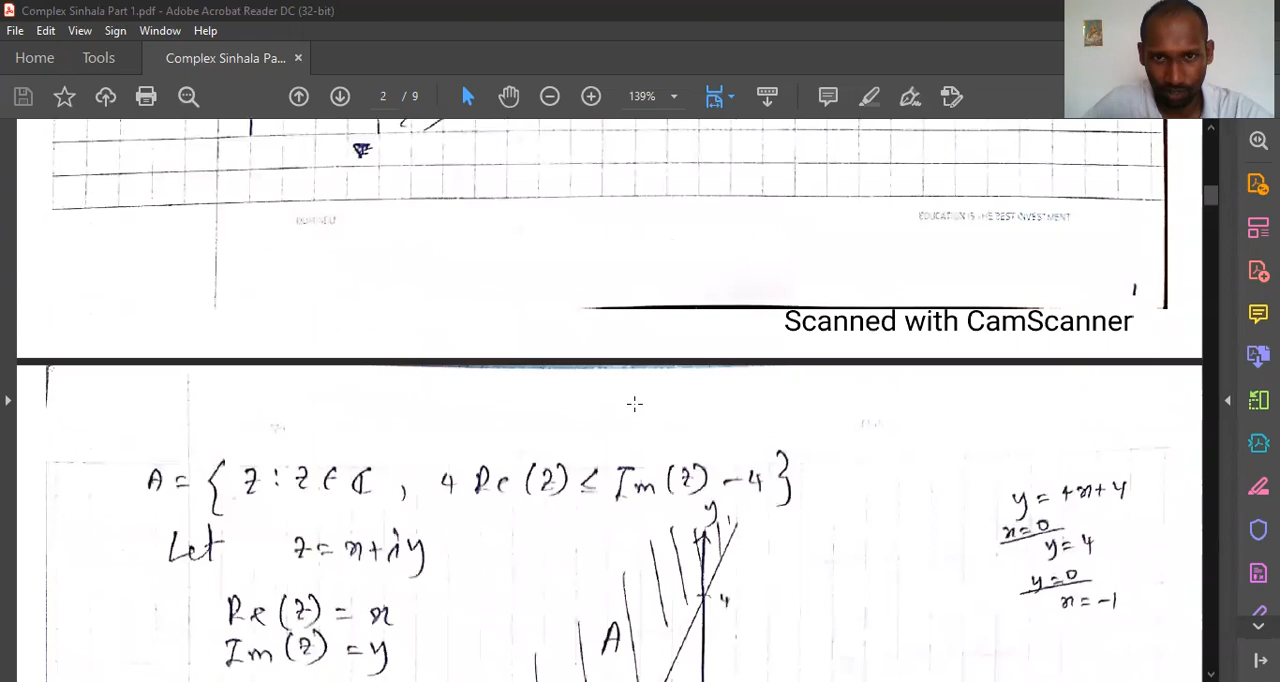 Complex Sinhala Part 1.pdf - Adobe Acrobat Reader DC (32-bit)
File Edit View Sign Window Help
Home Tools Complex Sinhala Pa... ×
2 / 9 139%
EDUCATION IS THE BEST INVESTMENT
1
Scanned with CamScanner
A = { Z : Z ∈ ℂ , 4 Re (Z) ≤ Im (Z) - 4 }
Let z = x + iy
Re (Z) = x
Im (Z) = y
y
4
A
y = 4x + 4
x = 0
y = 4
y = 0
x = -1